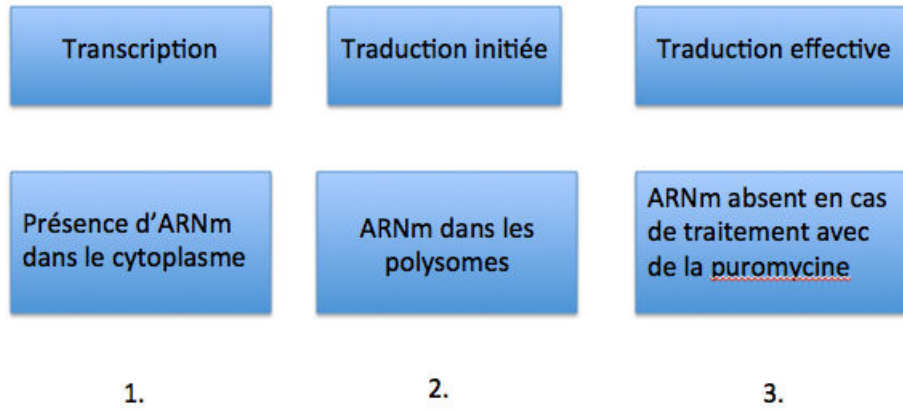 Transcription
Traduction initiée
Traduction effective
Présence d'ARNm
dans le cytoplasme
ARNm dans les
polysomes
ARNm absent en cas
de traitement avec
de la puromycine
1.
2.
3.